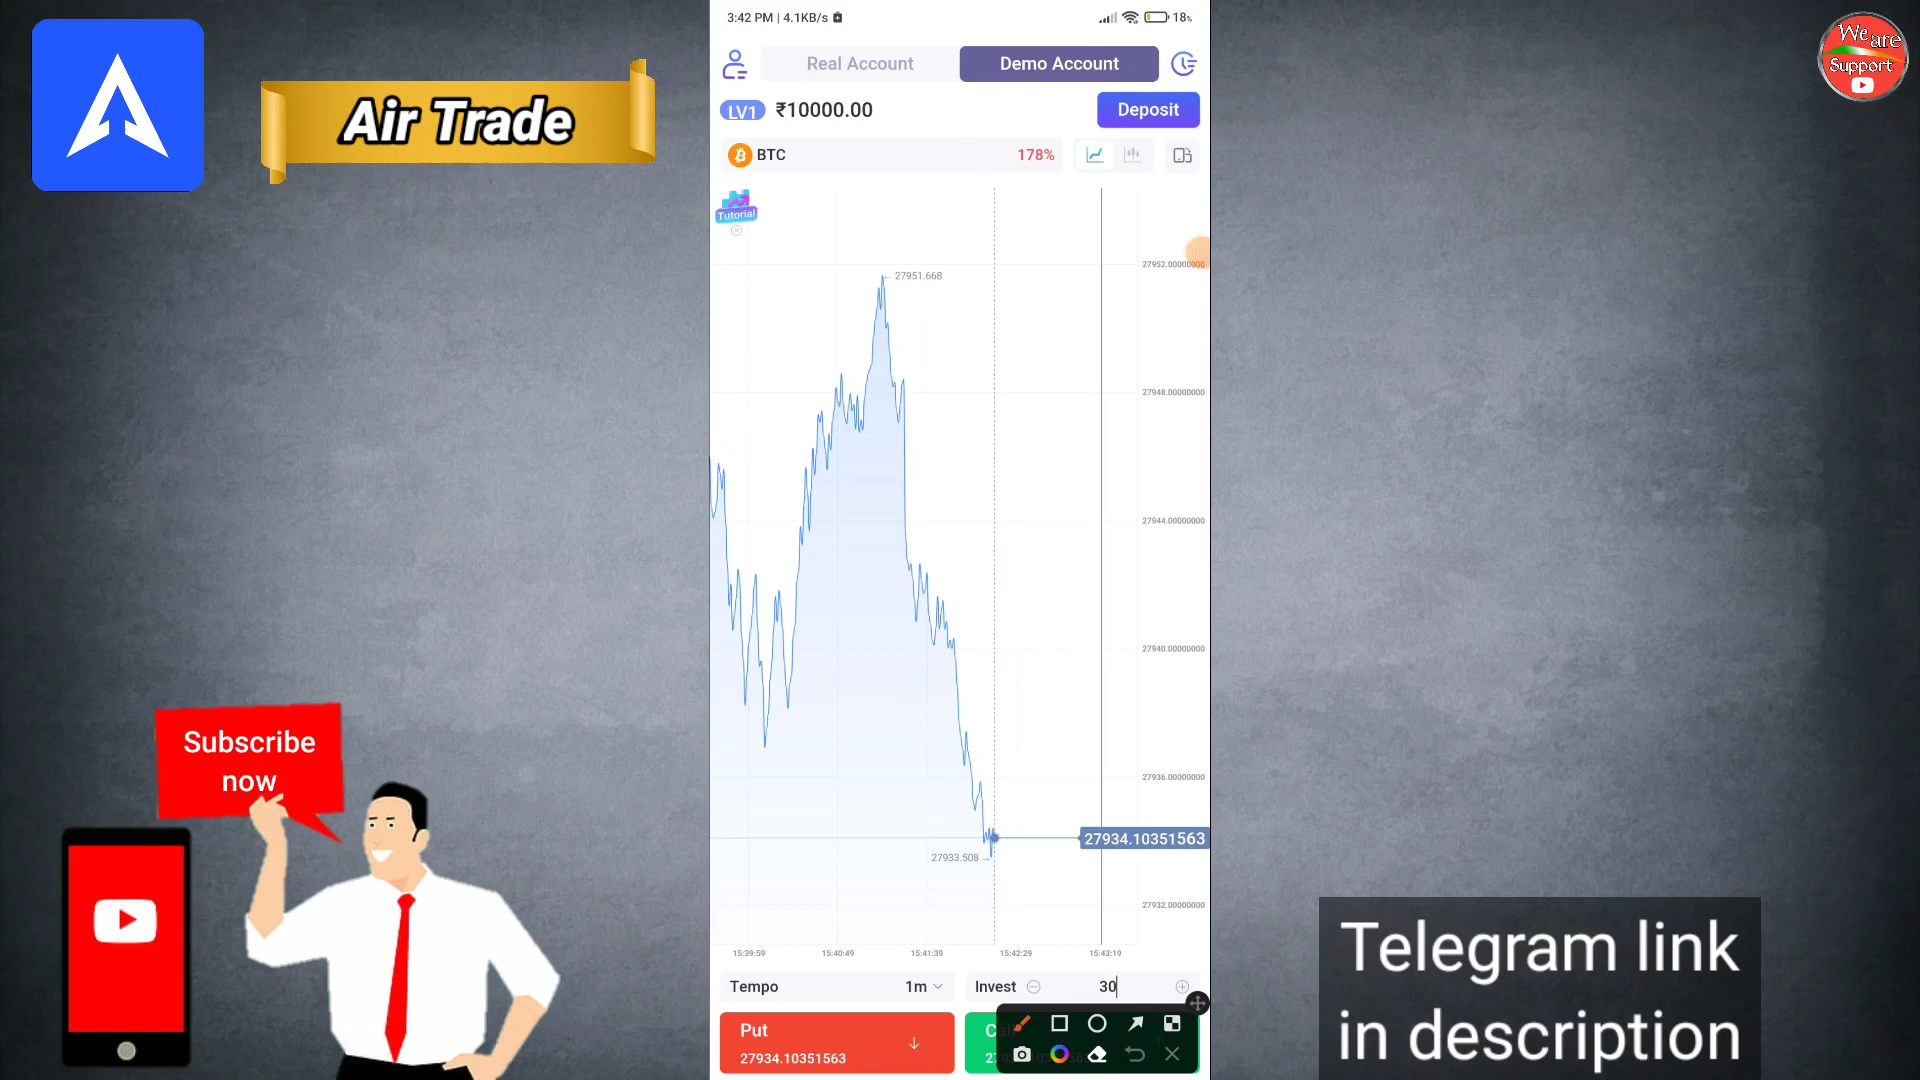 3:42 PM | 4.1KB/s
18%
We are
Support
Real Account
Demo Account
Air Trade
LV1
₹10000.00
Deposit
BTC
178%
Tutorial
27951.668
27952.00000000
27948.00000000
27944.00000000
27940.00000000
27936.00000000
Subscribe
now
27934.10351563
27933.508
27932.00000000
15:39:59
15:40:49
15:41:39
15:42:29
15:43:19
Telegram link
in description
Tempo
1m
Invest
30
Put
27934.10351563